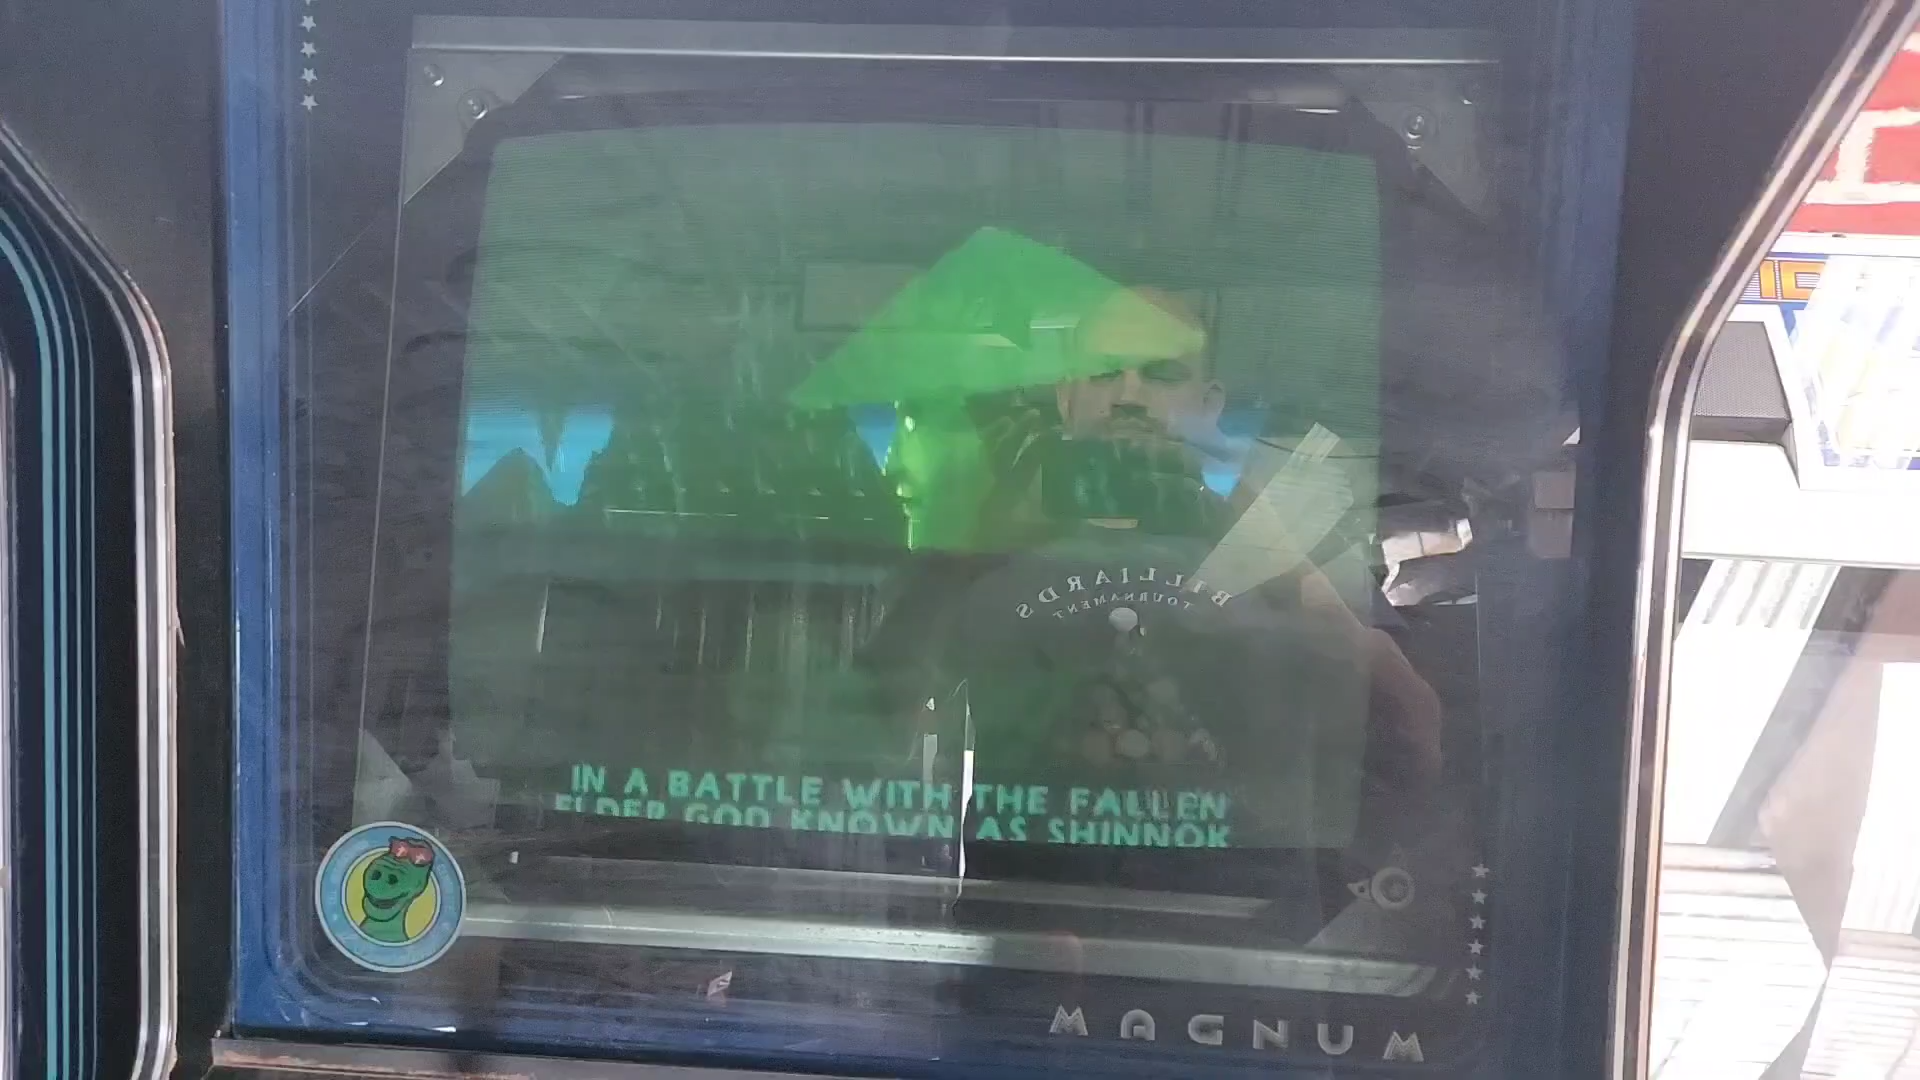 BILLIARDS
TOURNAMENT
IN A BATTLE WITH THE FALLEN
ELDER GOD KNOWN AS SHINNOK
MAGNUM